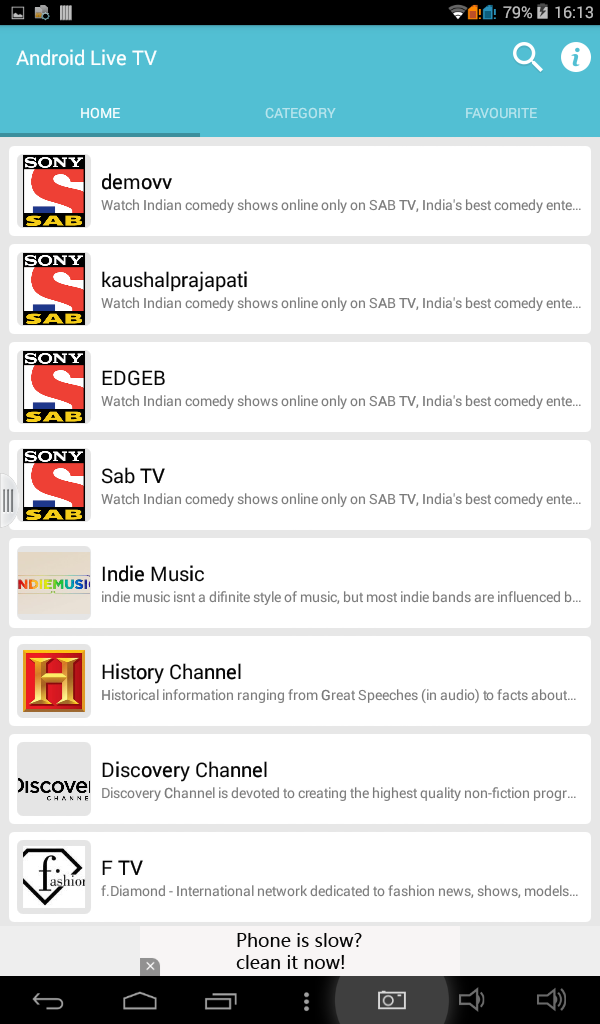 79%
16:13
Android Live TV
HOME
CATEGORY
FAVOURITE
SONY
SAB
demovv
Watch Indian comedy shows online only on SAB TV, India's best comedy ente...
SONY
SAB
kaushalprajapati
Watch Indian comedy shows online only on SAB TV, India's best comedy ente...
SONY
SAB
EDGEB
Watch Indian comedy shows online only on SAB TV, India's best comedy ente...
SONY
SAB
Sab TV
Watch Indian comedy shows online only on SAB TV, India's best comedy ente...
NDIEMUSI
Indie Music
indie music isnt a difinite style of music, but most indie bands are influenced b...
H
History Channel
Historical information ranging from Great Speeches (in audio) to facts about...
Discove
CHANNE
Discovery Channel
Discovery Channel is devoted to creating the highest quality non-fiction progr...
fashion
F TV
f.Diamond - International network dedicated to fashion news, shows, models...
Phone is slow?
clean it now!